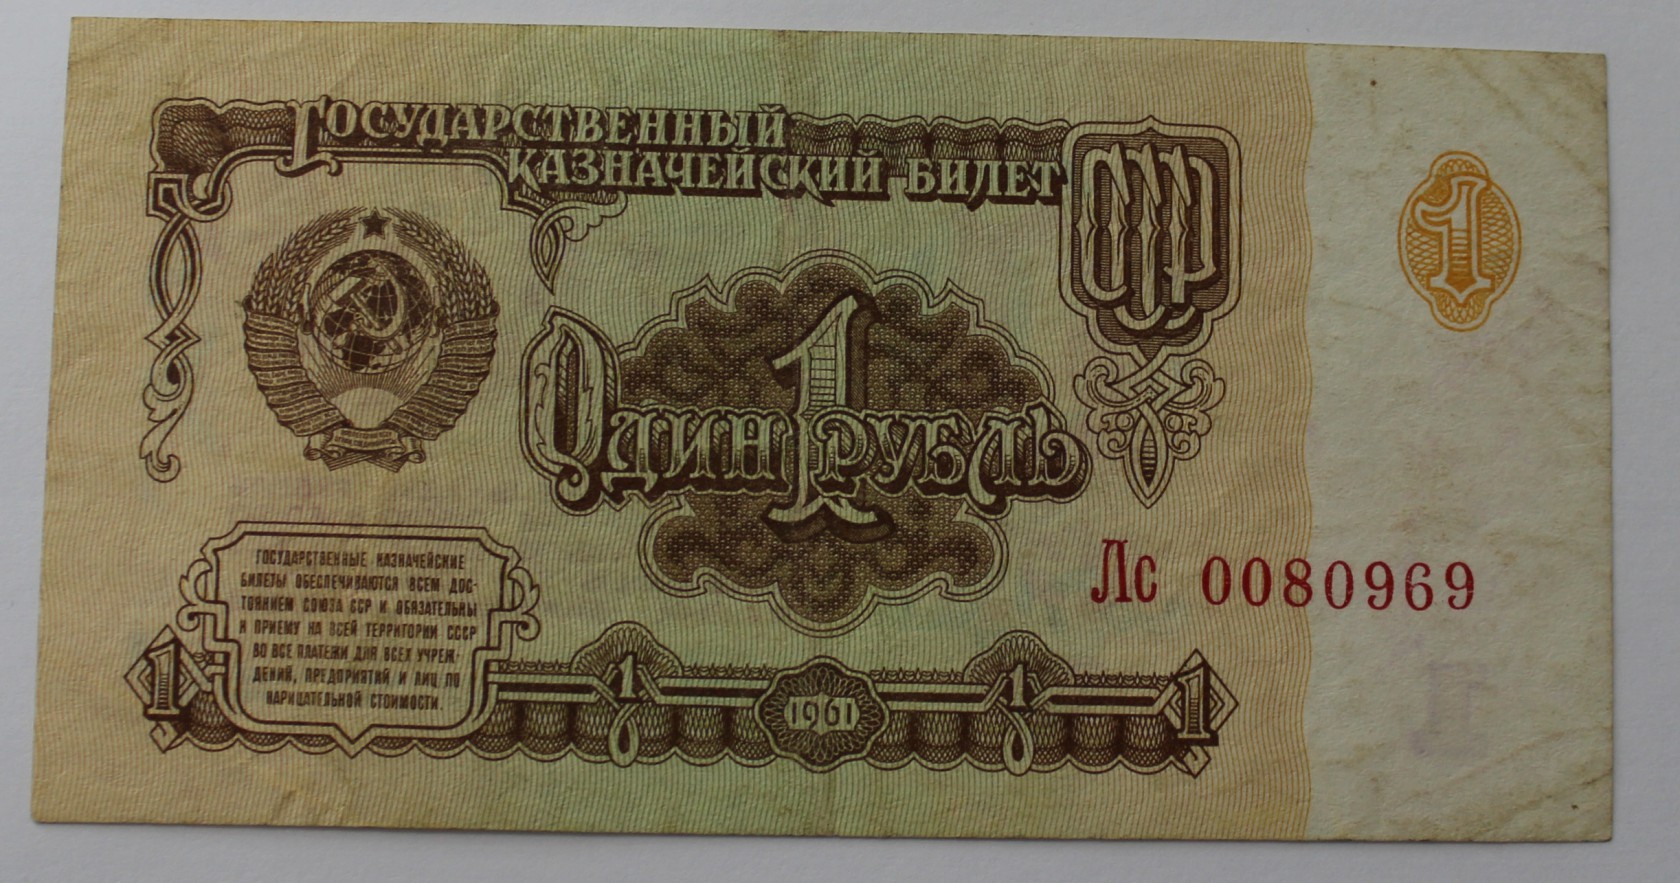 Государственный
казначейский билет
СССР
1
Один рубль
1
Лс 0080969
ГОСУДАРСТВЕННЫЕ КАЗНАЧЕЙСКИЕ
БИЛЕТЫ ОБЕСПЕЧИВАЮТСЯ ВСЕМ ДОС-
ТОЯНИЕМ СОЮЗА ССР И ОБЯЗАТЕЛЬНЫ
К ПРИЕМУ НА ВСЕЙ ТЕРРИТОРИИ СССР
ВО ВСЕ ПЛАТЕЖИ ДЛЯ ВСЕХ УЧРЕЖ-
ДЕНИЙ, ПРЕДПРИЯТИЙ И ЛИЦ ПО
НАРИЦАТЕЛЬНОЙ СТОИМОСТИ.
1 1 1961 1 1